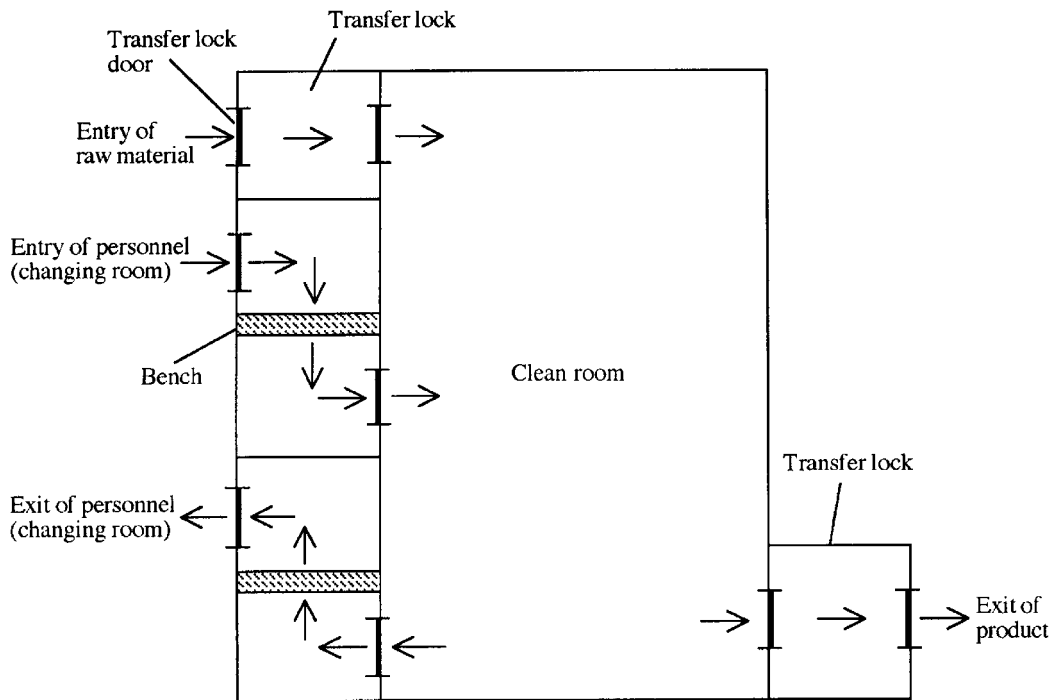 Transfer lock
door
Transfer lock
Entry of
raw material
Entry of personnel
(changing room)
Bench
Clean room
Exit of personnel
(changing room)
Transfer lock
Exit of
product